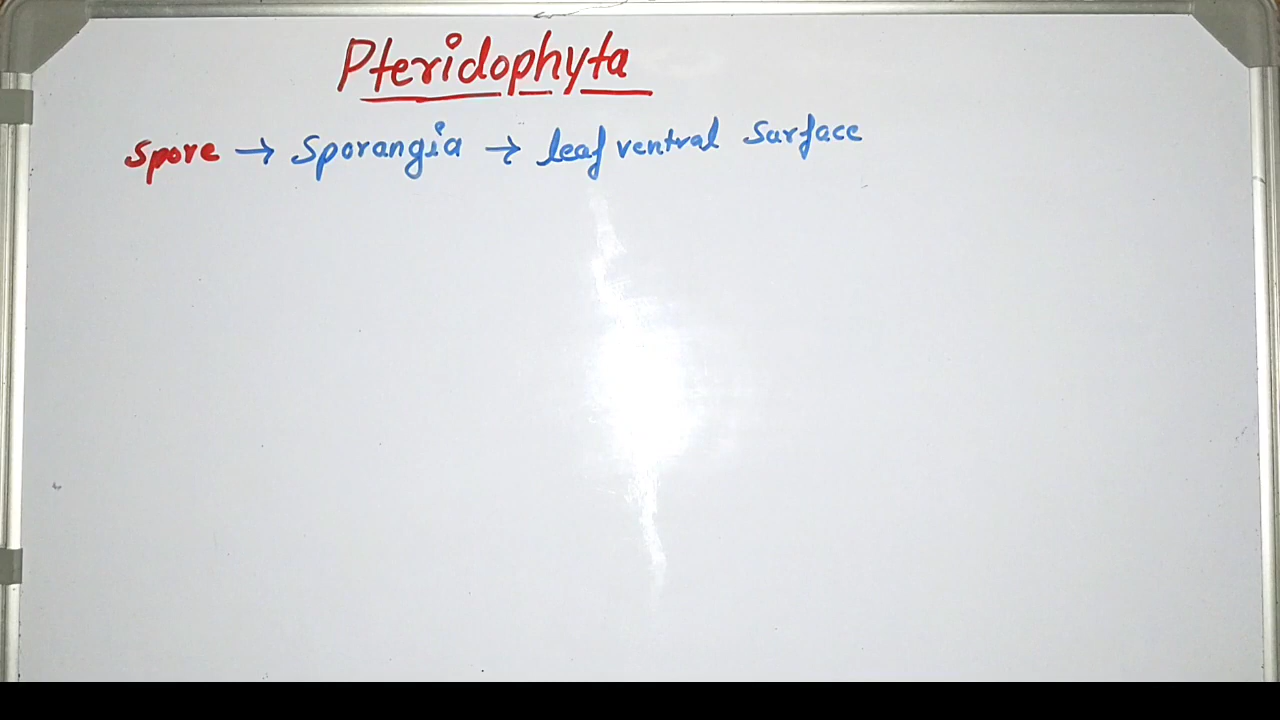 Pteridophyta
Spore → Sporangia → leaf ventral Surface